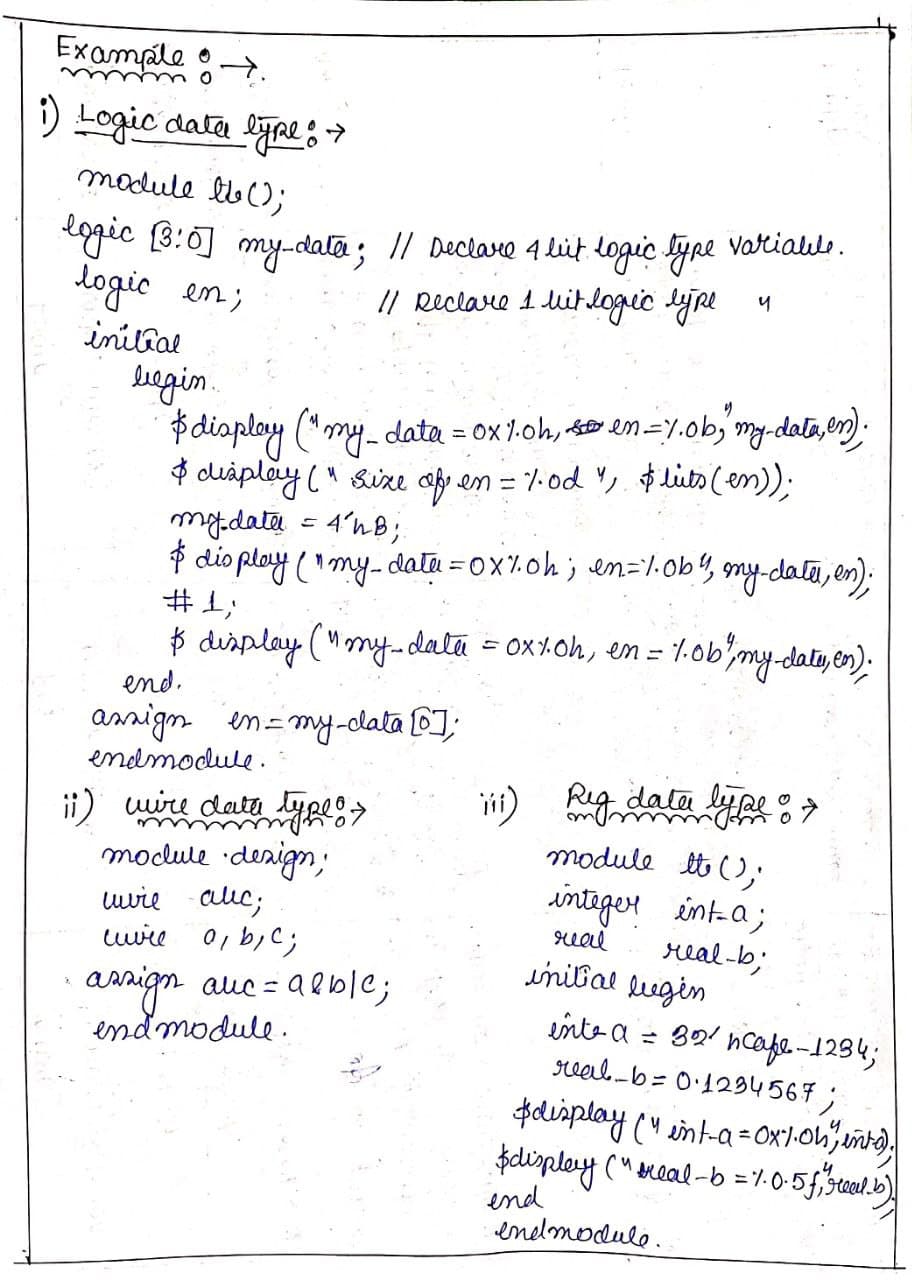 Example :→.
i) Logic data type :→
module tb();
logic [3:0] my-data; // Declare 4 bit logic type variable.
logic en; // Declare 1 bit logic type "
initial
begin.
$display ("my_data = 0x%0h, en=%0b", my-data,en);
$display (" size of en = %0d ", $bits(en));
my-data = 4'hB;
$display ("my_data = 0x%0h ; en=%0b", my-data,en);
#1;
$display ("my_data = 0x%0h, en = %0b", my-data,en);
end.
assign en=my-data [0];
endmodule.
ii) wire data type :→
module design;
wire abc;
wire a,b,c;
assign abc = a&b|c;
endmodule.
iii) Reg data type :→
module tb();
integer int-a;
real real-b;
initial begin
int-a = 32'hcafe-1234;
real_b = 0.1234567 ;
$display (" int-a = 0x%0h", int-a);
$display (" real-b = %0.5f", real-b);
end
endmodule.